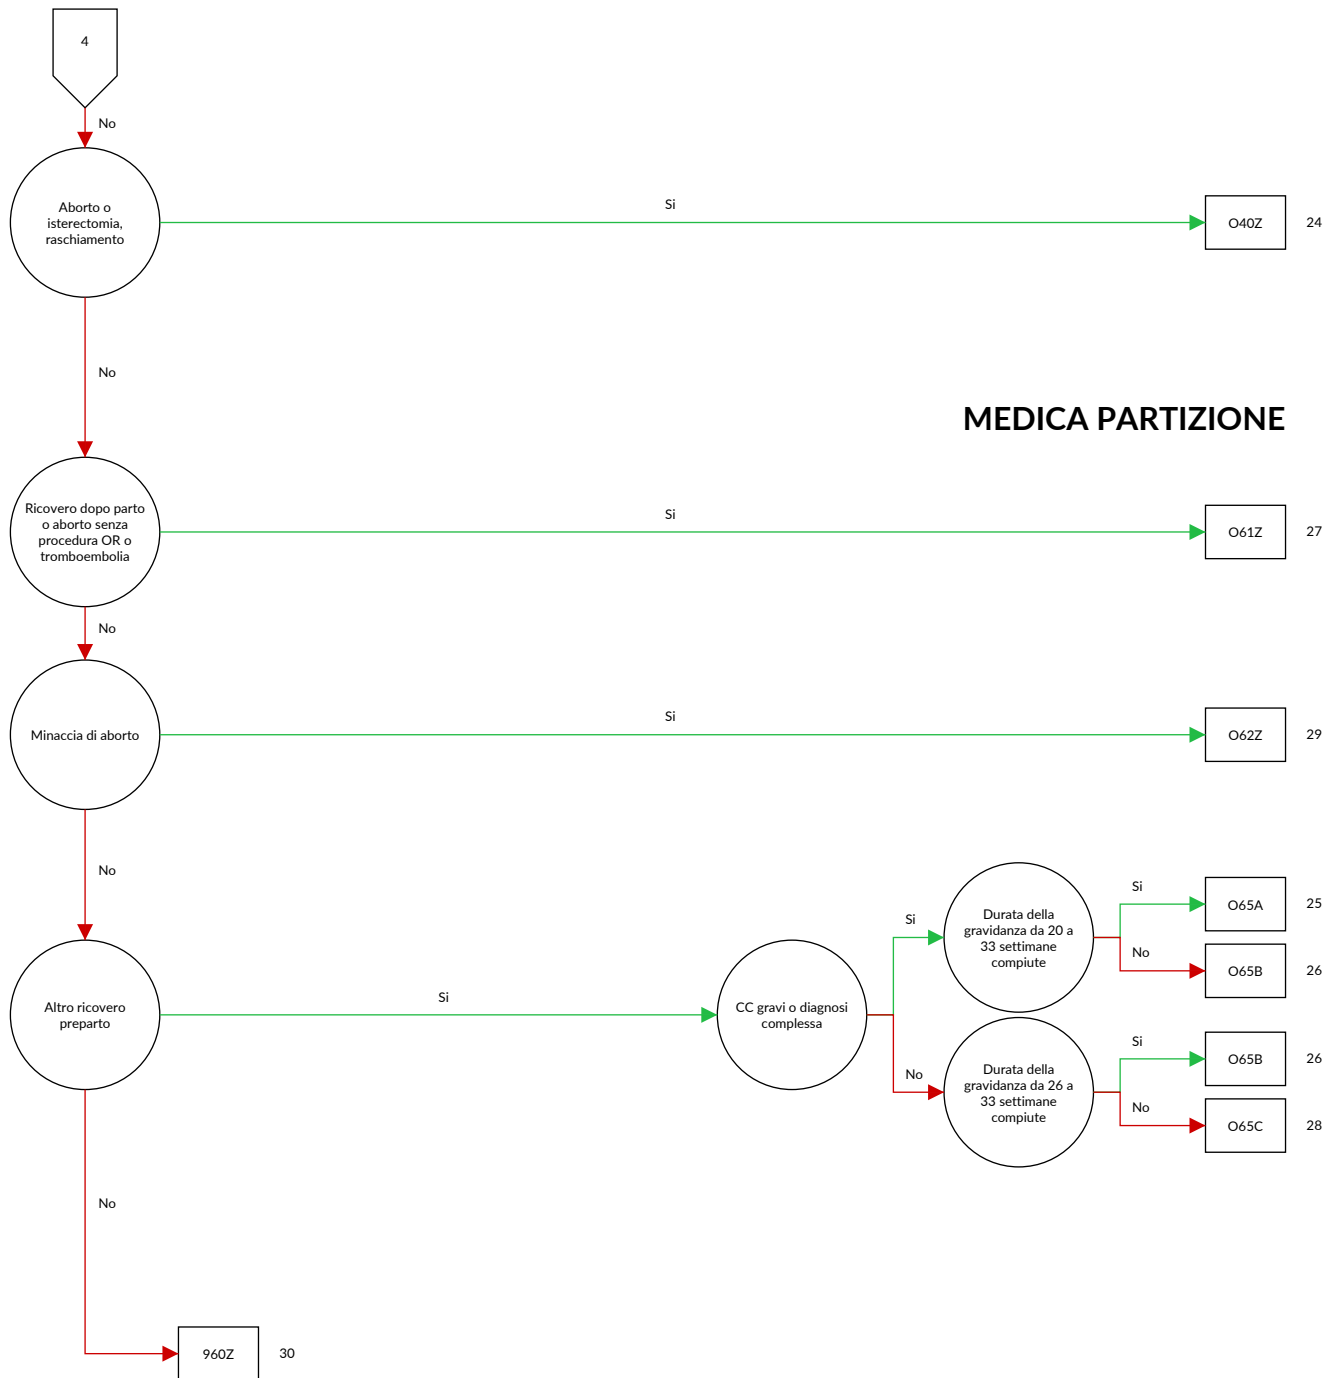 4
No
Aborto o
isterectomia,
raschiamento
Si
O40Z
24
No
MEDICA PARTIZIONE
Ricovero dopo parto
o aborto senza
procedura OR o
tromboembolia
Si
O61Z
27
No
Minaccia di aborto
Si
O62Z
29
No
Altro ricovero
preparto
Si
CC gravi o diagnosi
complessa
Si
Durata della
gravidanza da 20 a
33 settimane
compiute
Si
O65A
25
No
O65B
26
No
Durata della
gravidanza da 26 a
33 settimane
compiute
Si
O65B
26
No
O65C
28
No
960Z
30